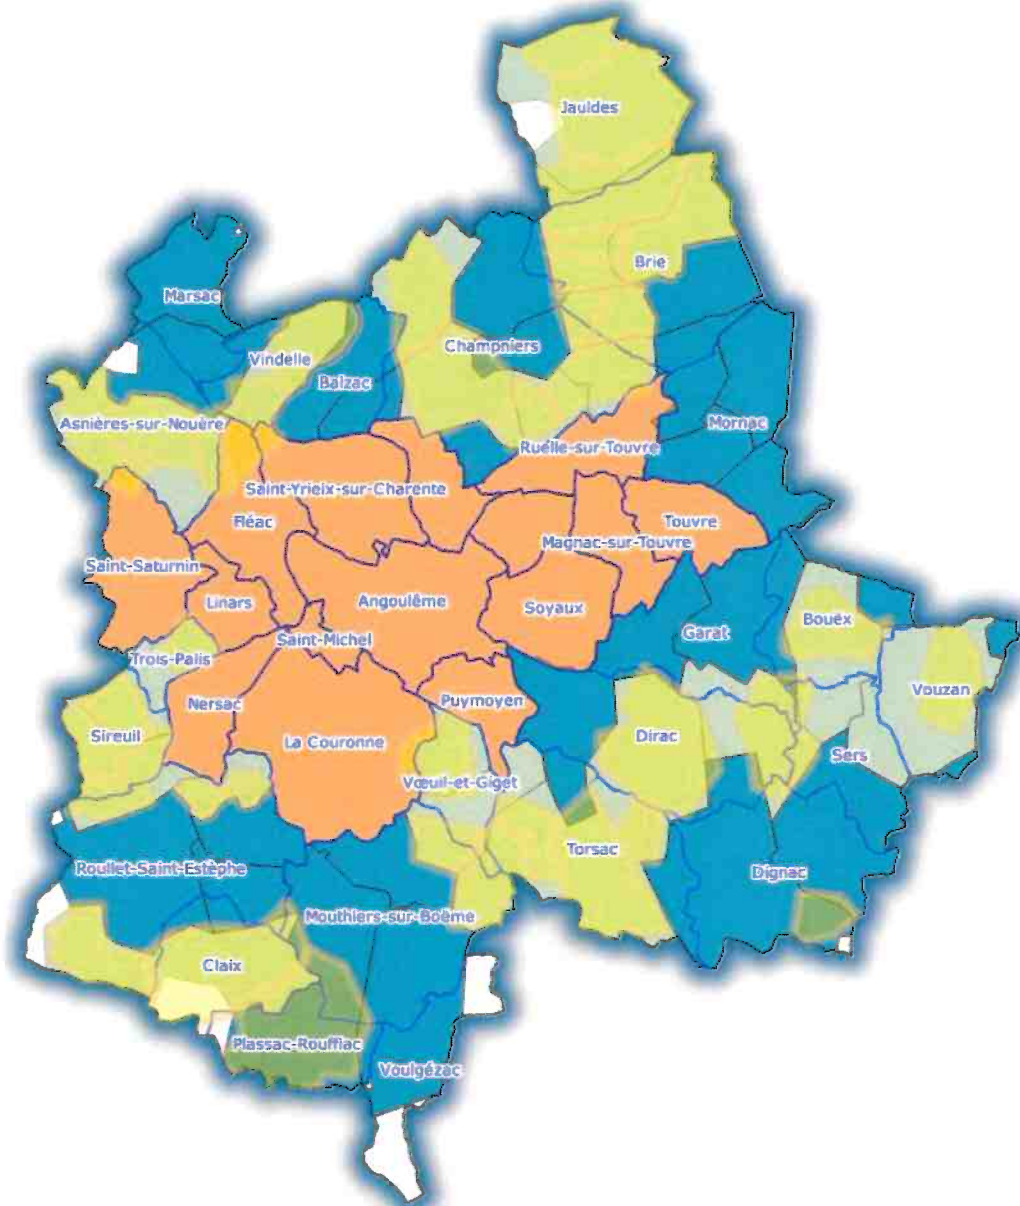 Jauldes
Brie
Marsac
Champniers
Vindelle
Balzac
Asnières-sur-Nouère
Mornac
Ruelle-sur-Touvre
Saint-Yrieix-sur-Charente
Fléac
Touvre
Magnac-sur-Touvre
Saint-Saturnin
Linars
Angoulême
Soyaux
Bouëx
Garat
Saint-Michel
Trois-Palis
Vouzan
Nersac
Puymoyen
Sireuil
La Couronne
Dirac
Sers
Vœuil-et-Giget
Torsac
Roullet-Saint-Estèphe
Dignac
Mouthiers-sur-Boëme
Claix
Plassac-Rouffiac
Voulgézac